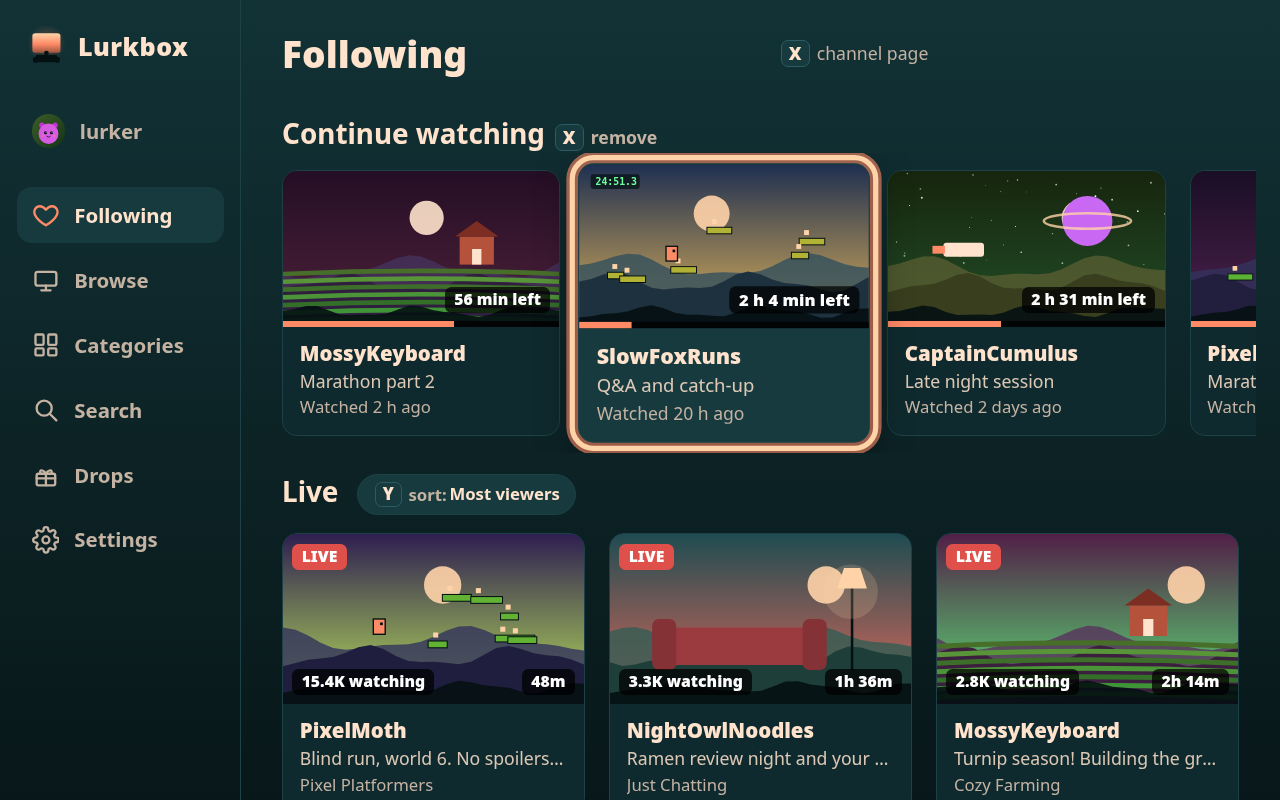 Lurkbox
lurker
Following
Browse
Categories
Search
Drops
Settings
Following
X channel page
Continue watching X remove
56 min left
MossyKeyboard
Marathon part 2
Watched 2 h ago
24:51.3
2 h 4 min left
SlowFoxRuns
Q&A and catch-up
Watched 20 h ago
2 h 31 min left
CaptainCumulus
Late night session
Watched 2 days ago
Pixel
Marat
Watch
Live Y sort: Most viewers
LIVE
15.4K watching 48m
PixelMoth
Blind run, world 6. No spoilers...
Pixel Platformers
LIVE
3.3K watching 1h 36m
NightOwlNoodles
Ramen review night and your ...
Just Chatting
LIVE
2.8K watching 2h 14m
MossyKeyboard
Turnip season! Building the gr...
Cozy Farming